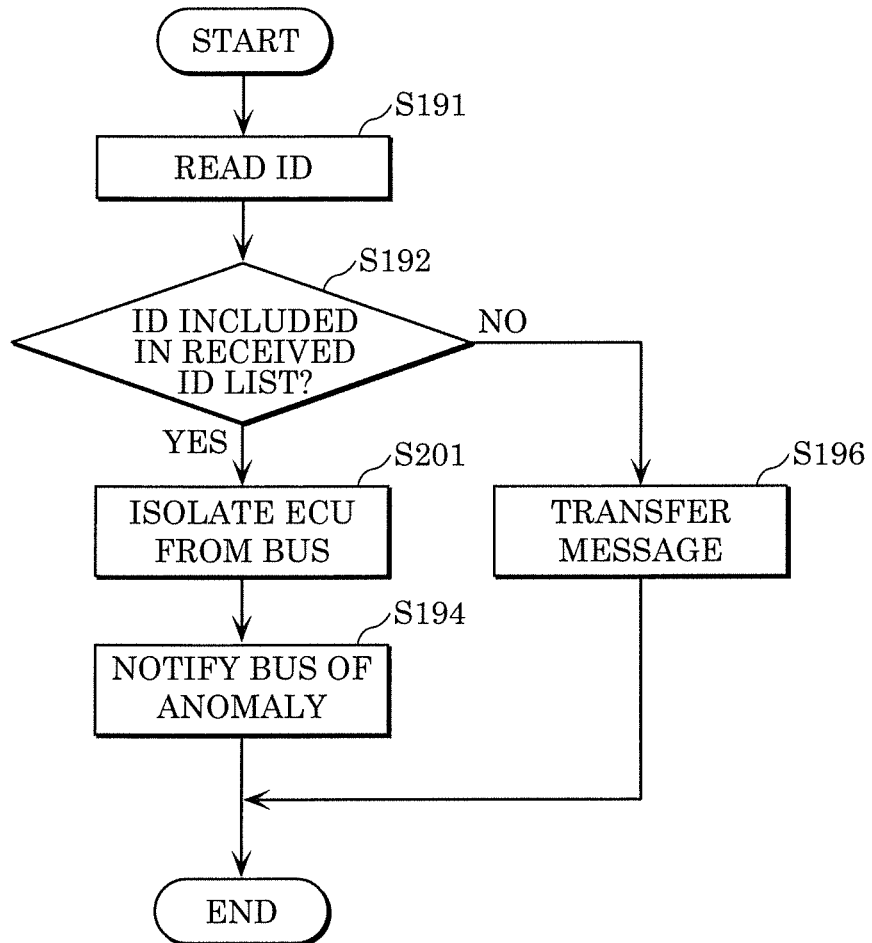 START
S191
READ ID
S192
ID INCLUDED
IN RECEIVED
ID LIST?
NO
YES
S201
ISOLATE ECU
FROM BUS
S196
TRANSFER
MESSAGE
S194
NOTIFY BUS OF
ANOMALY
END